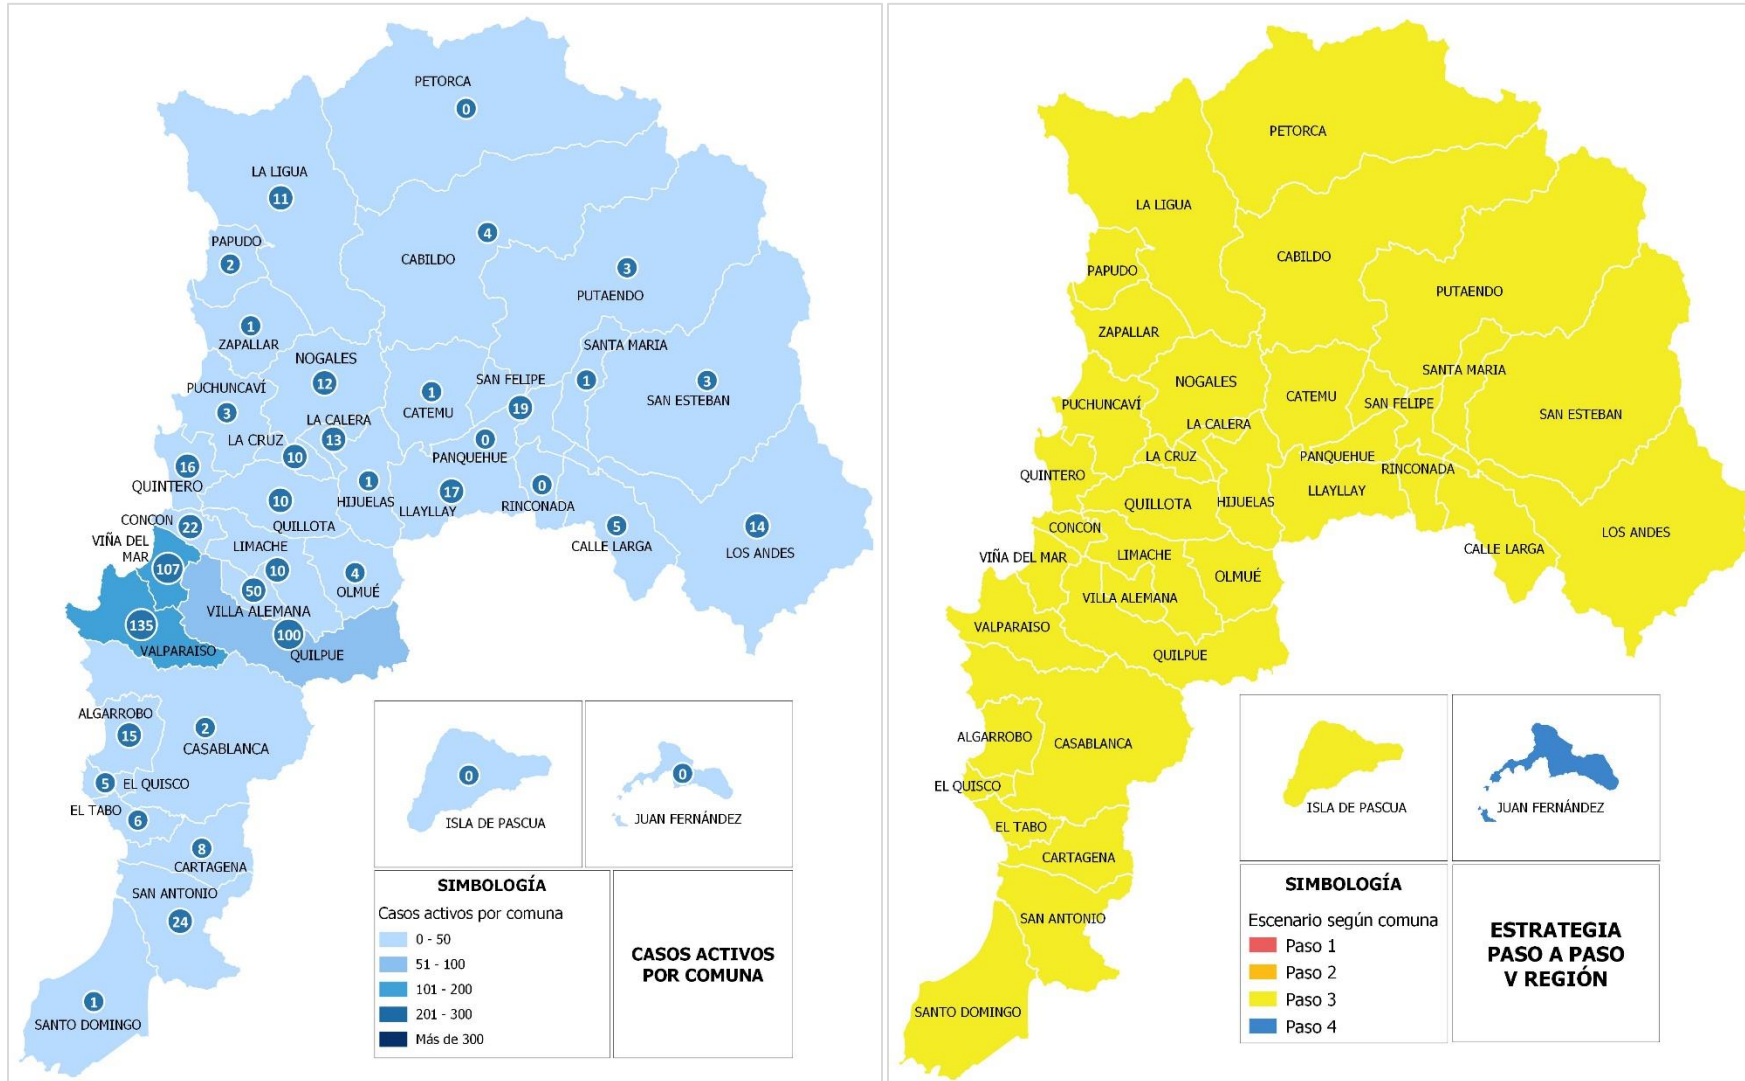 PETORCA
0
LA LIGUA
11
PAPUDO
2
4
CABILDO
3
PUTAENDO
1
ZAPALLAR
NOGALES
12
SANTA MARIA
1
SAN FELIPE
19
3
SAN ESTEBAN
PUCHUNCAVÍ
3
1
CATEMU
LA CALERA
13
LA CRUZ
10
0
PANQUEHUE
16
QUINTERO
1
HIJUELAS
17
LLAYLLAY
0
RINCONADA
10
QUILLOTA
CONCON
22
5
CALLE LARGA
14
LOS ANDES
VIÑA DEL
MAR
107
LIMACHE
10
4
OLMUÉ
50
VILLA ALEMANA
135
VALPARAISO
100
QUILPUE
ALGARROBO
15
2
CASABLANCA
5
EL QUISCO
EL TABO
6
8
CARTAGENA
SAN ANTONIO
24
1
SANTO DOMINGO
0
ISLA DE PASCUA
0
JUAN FERNÁNDEZ
SIMBOLOGÍA
Casos activos por comuna
0 - 50
51 - 100
101 - 200
201 - 300
Más de 300
CASOS ACTIVOS
POR COMUNA
PETORCA
LA LIGUA
CABILDO
PAPUDO
PUTAENDO
ZAPALLAR
SANTA MARIA
NOGALES
CATEMU
SAN FELIPE
PUCHUNCAVÍ
SAN ESTEBAN
LA CALERA
LA CRUZ
PANQUEHUE
RINCONADA
QUINTERO
LLAYLLAY
QUILLOTA
HIJUELAS
CONCON
LOS ANDES
VIÑA DEL MAR
LIMACHE
CALLE LARGA
OLMUÉ
VILLA ALEMANA
VALPARAISO
QUILPUE
ALGARROBO
CASABLANCA
EL QUISCO
EL TABO
CARTAGENA
SAN ANTONIO
SANTO DOMINGO
ISLA DE PASCUA
JUAN FERNÁNDEZ
SIMBOLOGÍA
Escenario según comuna
Paso 1
Paso 2
Paso 3
Paso 4
ESTRATEGIA
PASO A PASO
V REGIÓN